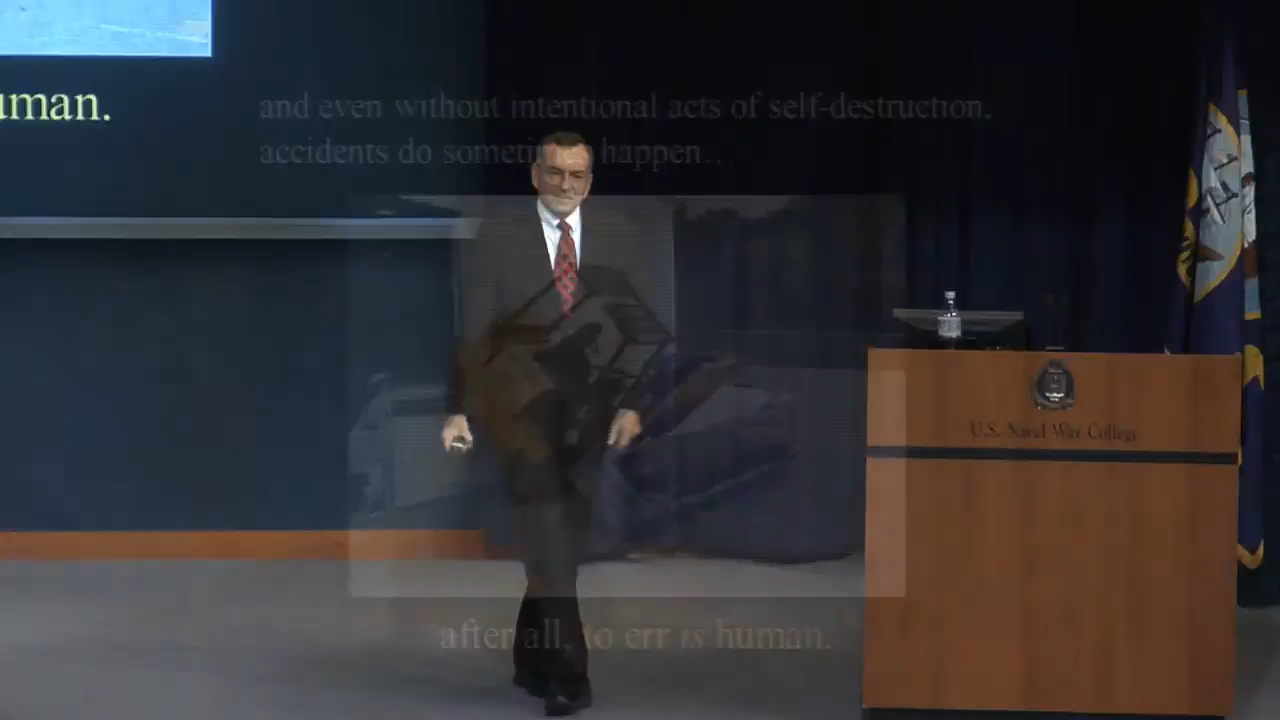 uman.
and even without intentional acts of self-destruction.
accidents do someti happen...
U.S. Naval War College
after all, to err is human.